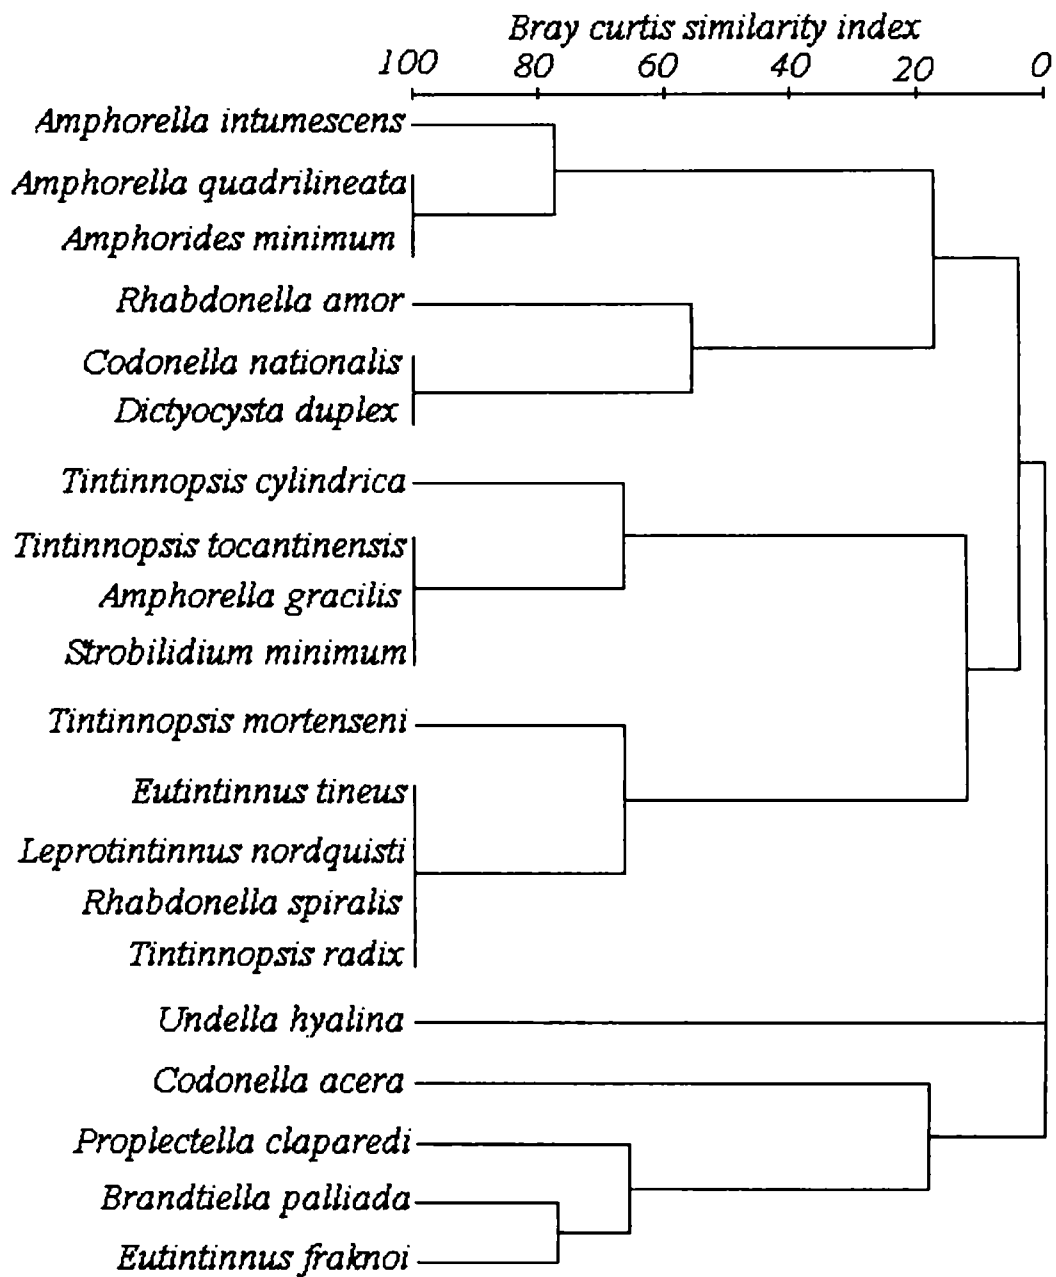 Bray curtis similarity index
100 80 60 40 20 0
Amphorella intumescens
Amphorella quadrilineata
Amphorides minimum
Rhabdonella amor
Codonella nationalis
Dictyocysta duplex
Tintinnopsis cylindrica
Tintinnopsis tocantinensis
Amphorella gracilis
Strobilidium minimum
Tintinnopsis mortenseni
Eutintinnus tineus
Leprotintinnus nordquisti
Rhabdonella spiralis
Tintinnopsis radix
Undella hyalina
Codonella acera
Proplectella claparedi
Brandtiella palliada
Eutintinnus fraknoi